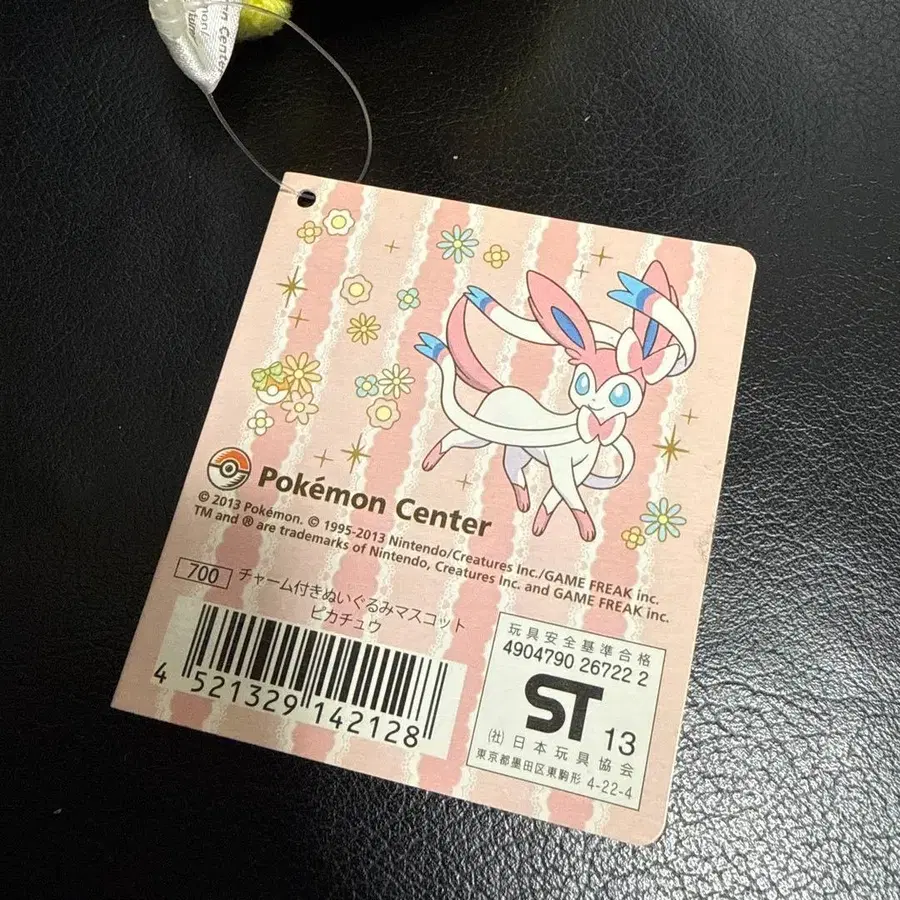 n Center
Pokémon Center
© 2013 Pokémon. © 1995-2013 Nintendo/Creatures Inc./GAME FREAK inc.
TM and ® are trademarks of Nintendo, Creatures Inc. and GAME FREAK inc.
700 チャーム付きぬいぐるみマスコット
ピカチュウ
4 521329 142128
玩具安全基準合格
4904790 26722 2
ST 13
(社) 日本玩具協会
東京都墨田区東駒形 4-22-4